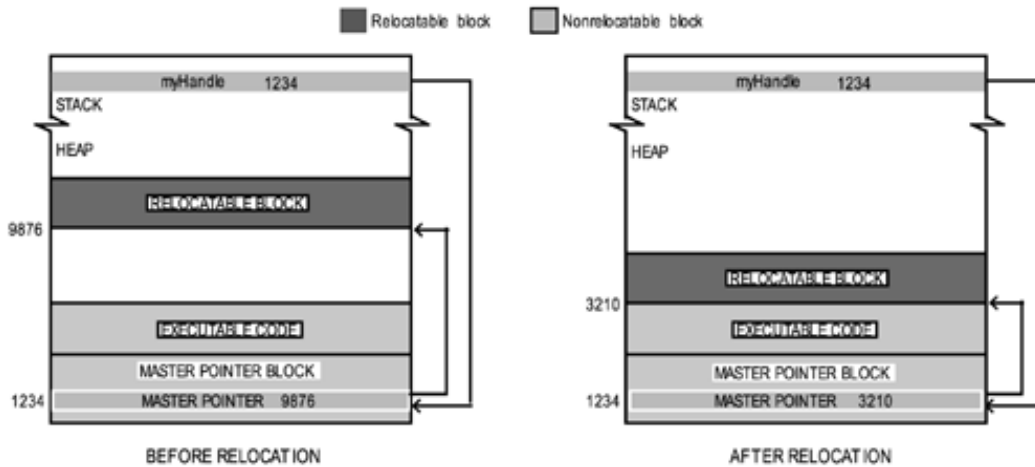 Relocatable block
Nonrelocatable block
myHandle 1234
STACK
HEAP
RELOCATABLE BLOCK
9876
EXECUTABLE CODE
MASTER POINTER BLOCK
1234
MASTER POINTER 9876
BEFORE RELOCATION
myHandle 1234
STACK
HEAP
RELOCATABLE BLOCK
3210
EXECUTABLE CODE
MASTER POINTER BLOCK
1234
MASTER POINTER 3210
AFTER RELOCATION